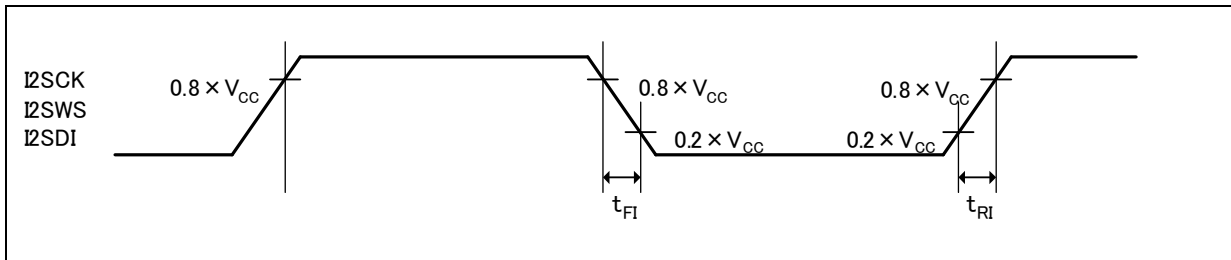 I2SCK
I2SWS
I2SDI
0.8 × VCC
0.8 × VCC
0.2 × VCC
0.8 × VCC
0.2 × VCC
tFI
tRI